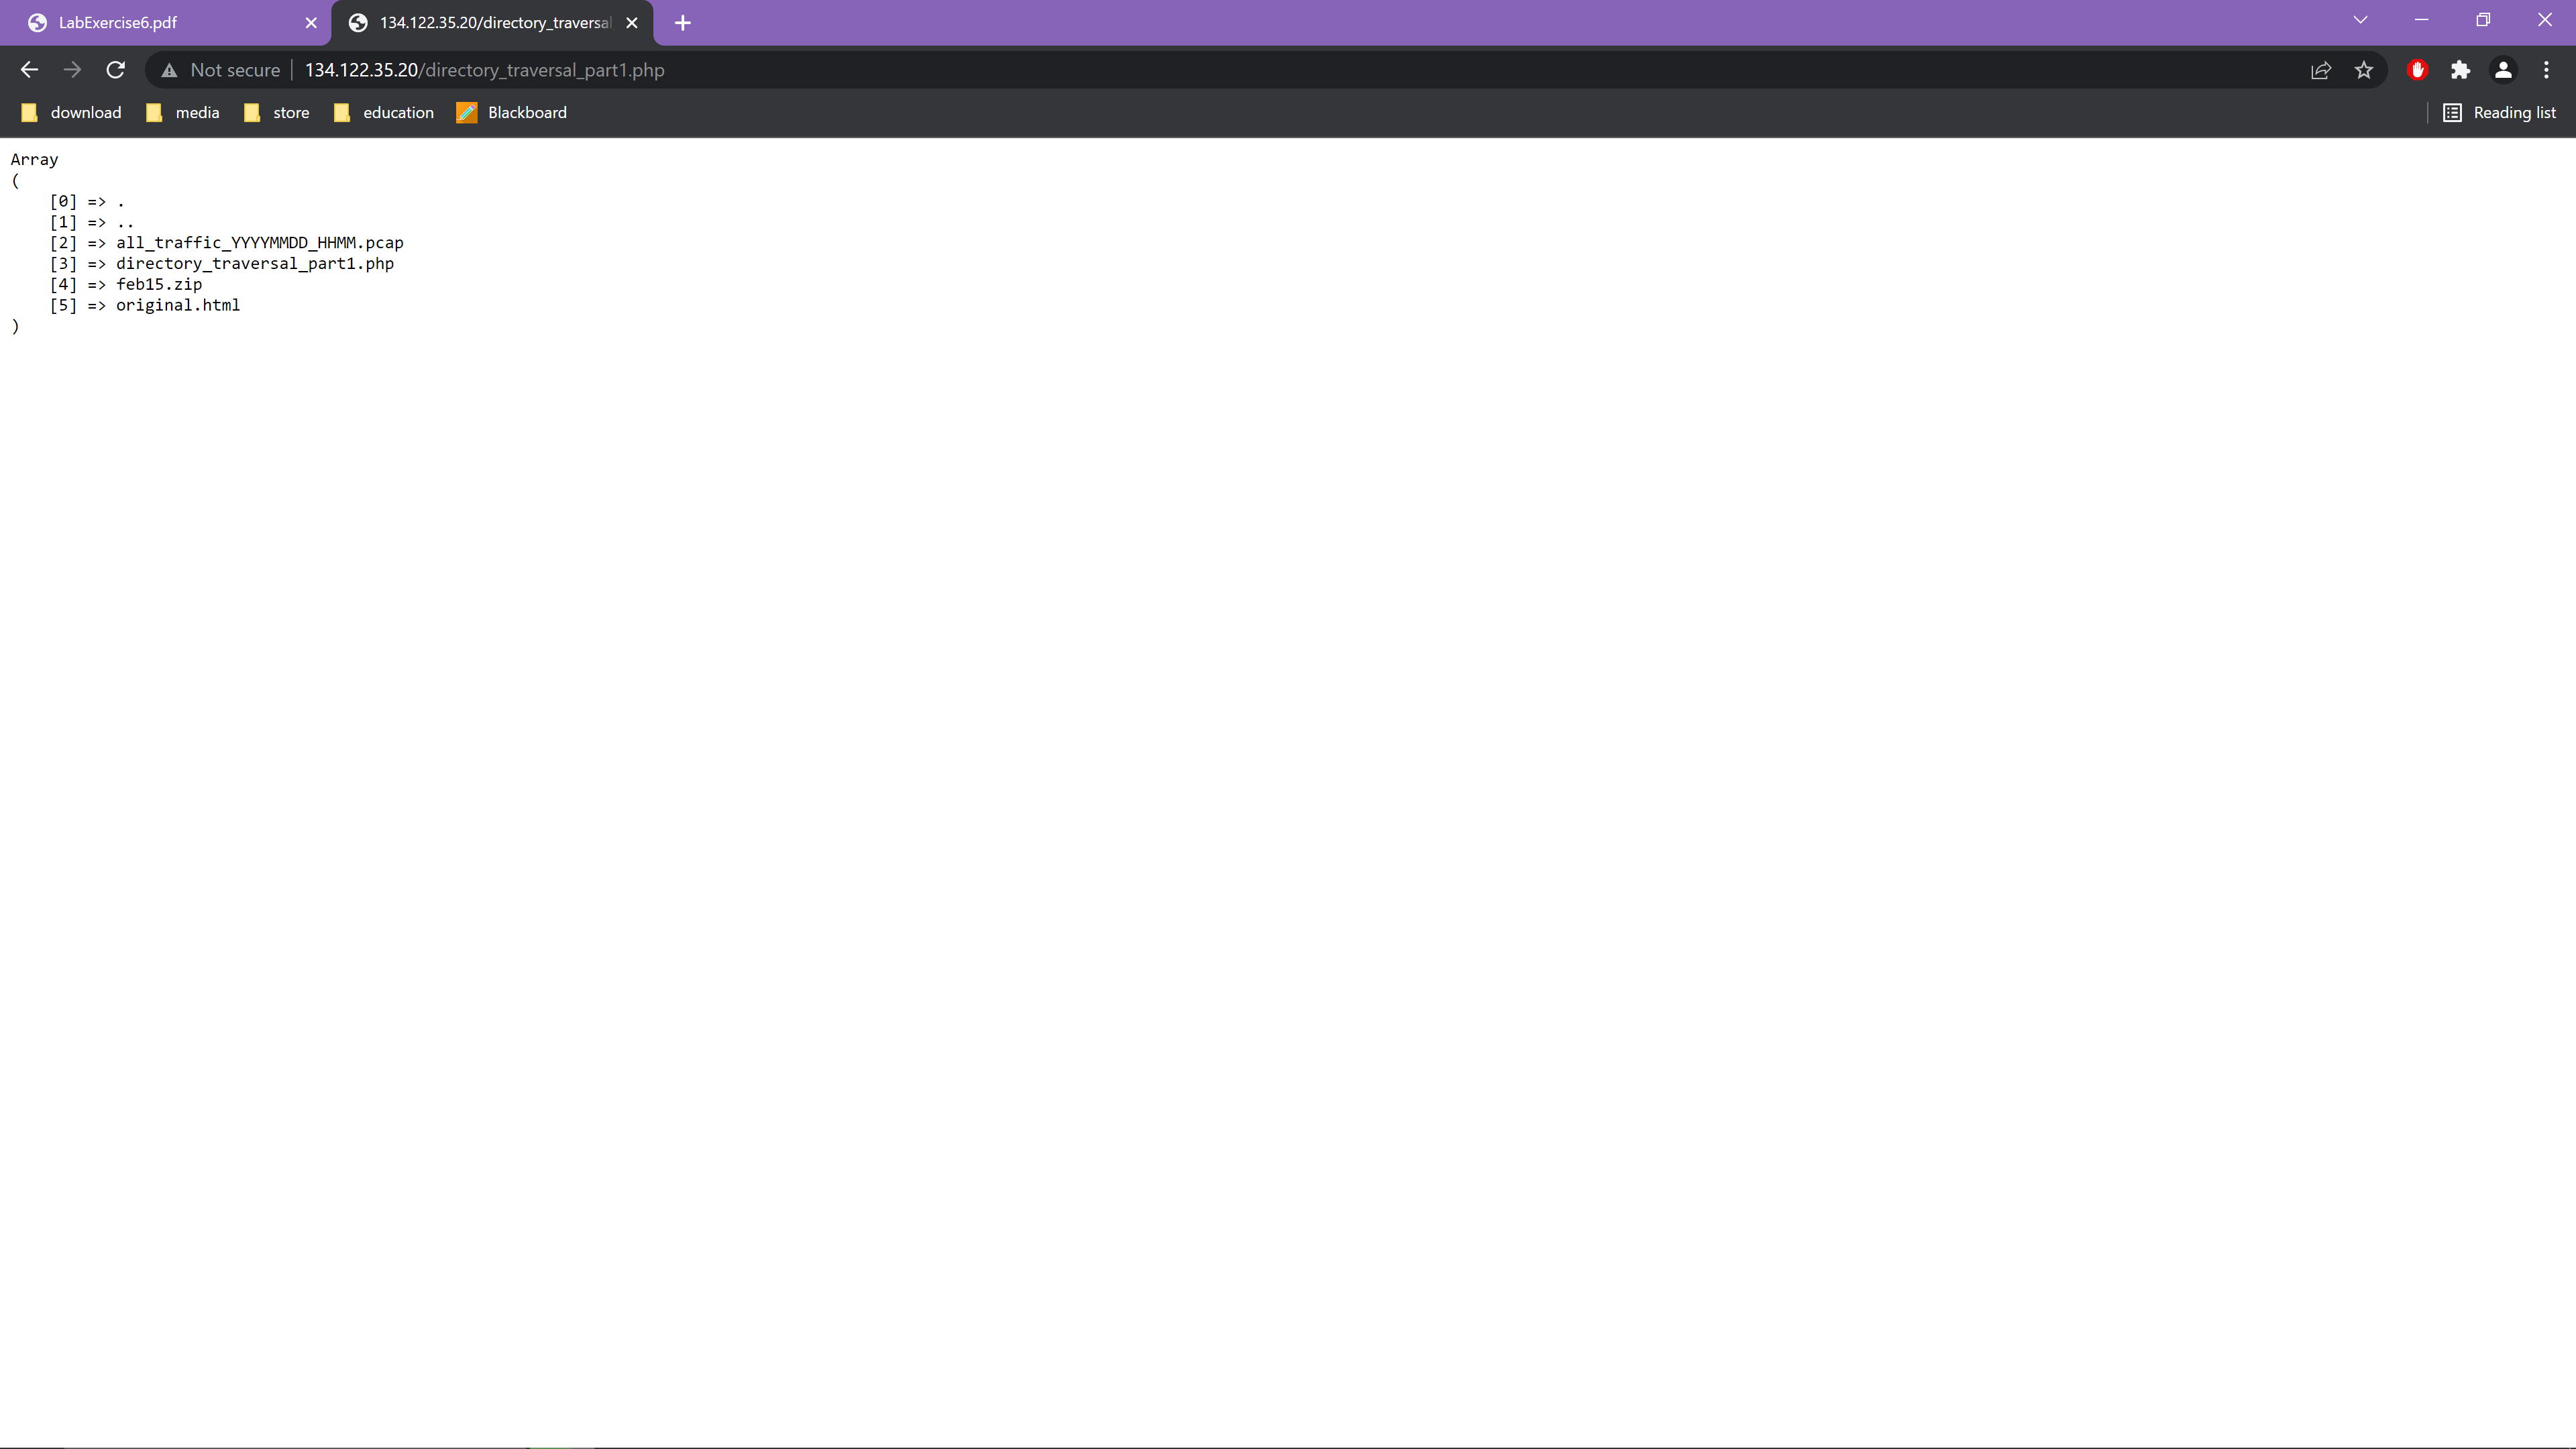 LabExercise6.pdf
134.122.35.20/directory_traversal
Not secure 134.122.35.20/directory_traversal_part1.php
download media store education Blackboard Reading list
Array
(
    [0] => .
    [1] => ..
    [2] => all_traffic_YYYYMMDD_HHMM.pcap
    [3] => directory_traversal_part1.php
    [4] => feb15.zip
    [5] => original.html
)